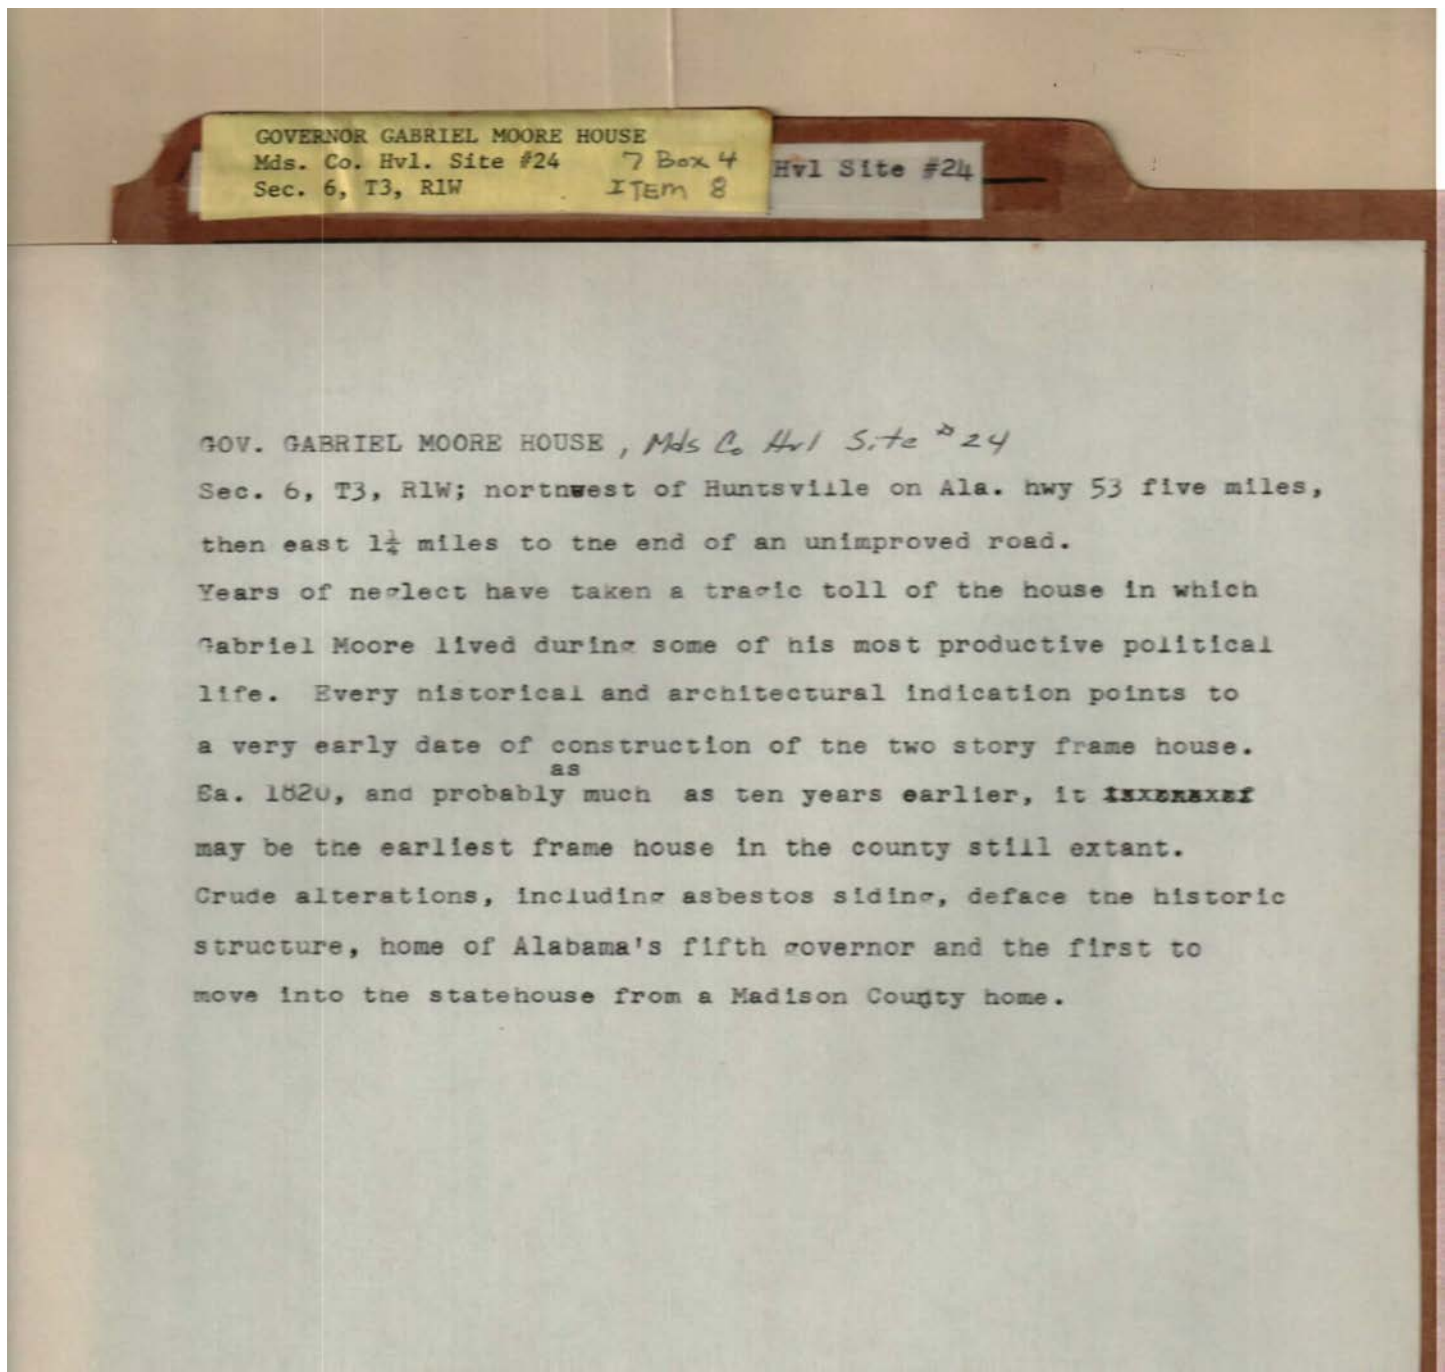 GOVERNOR GABRIEL MOORE HOUSE
Mds. Co. Hvl. Site #24 7 Box 4
Sec. 6, T3, R1W ITEM 8
Hvl Site #24
GOV. GABRIEL MOORE HOUSE, Mds Co Hvl Site #24
Sec. 6, T3, R1W; northwest of Huntsville on Ala. hwy 53 five miles,
then east 1¼ miles to the end of an unimproved road.
Years of neglect have taken a tragic toll of the house in which
Gabriel Moore lived during some of his most productive political
life. Every historical and architectural indication points to
a very early date of construction of the two story frame house.
as
Ca. 1820, and probably much as ten years earlier, it
may be the earliest frame house in the county still extant.
Crude alterations, including asbestos siding, deface the historic
structure, home of Alabama's fifth governor and the first to
move into the statehouse from a Madison County home.